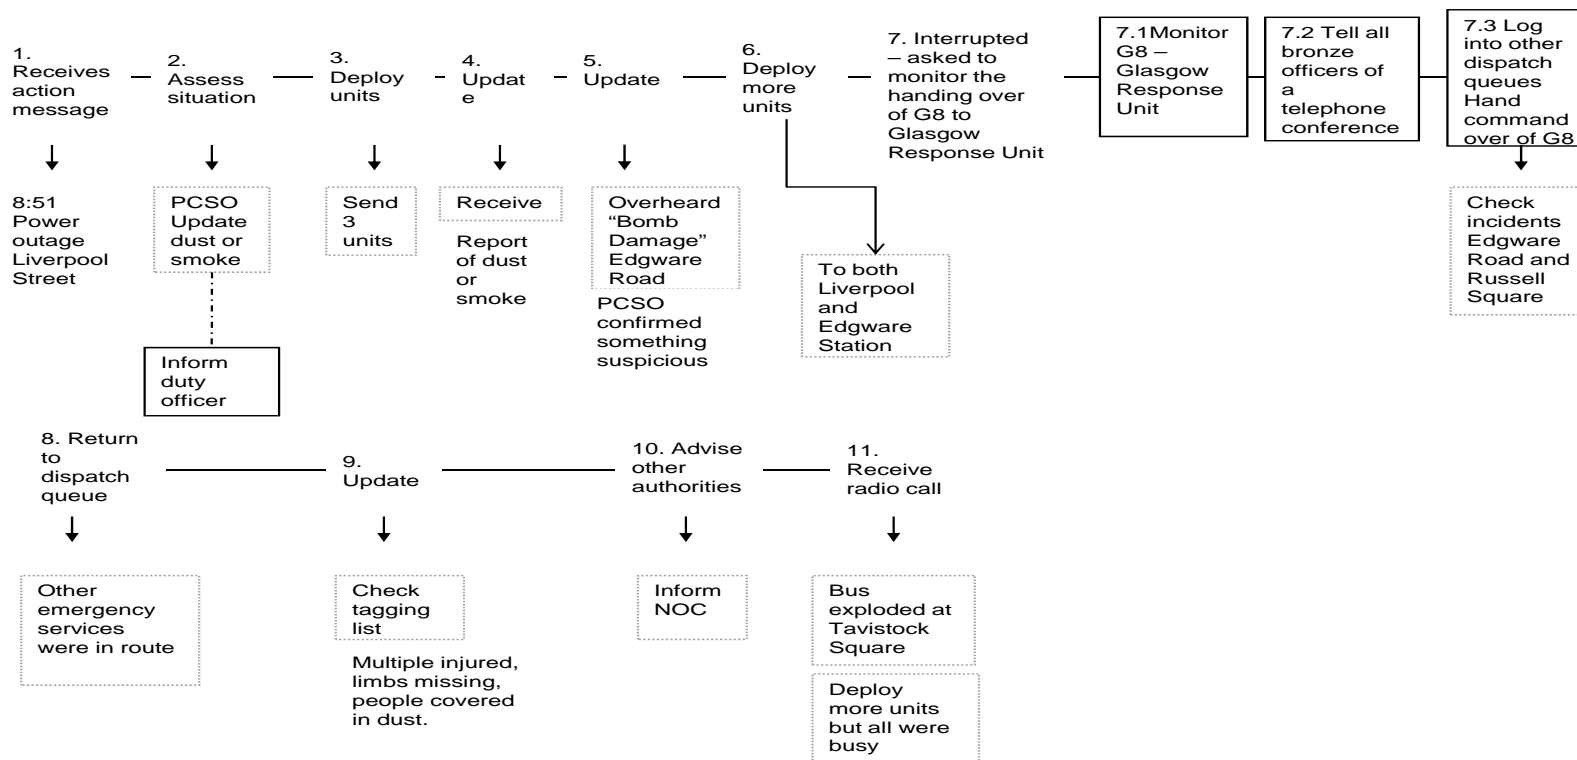 1.
Receives
action
message
2.
Assess
situation
3.
Deploy
units
4.
Updat
e
5.
Update
6.
Deploy
more
units
7. Interrupted
– asked to
monitor the
handing over
of G8 to
Glasgow
Response Unit
7.1Monitor
G8 –
Glasgow
Response
Unit
7.2 Tell all
bronze
officers of
a
telephone
conference
7.3 Log
into other
dispatch
queues
Hand
command
over of G8
8:51
Power
outage
Liverpool
Street
PCSO
Update
dust or
smoke
Inform
duty
officer
Send
3
units
Receive
Report
of dust
or
smoke
Overheard
“Bomb
Damage”
Edgware
Road
PCSO
confirmed
something
suspicious
To both
Liverpool
and
Edgware
Station
Check
incidents
Edgware
Road and
Russell
Square
8. Return
to
dispatch
queue
9.
Update
10. Advise
other
authorities
11.
Receive
radio call
Other
emergency
services
were in route
Check
tagging
list
Multiple injured,
limbs missing,
people covered
in dust.
Inform
NOC
Bus
exploded at
Tavistock
Square
Deploy
more units
but all were
busy